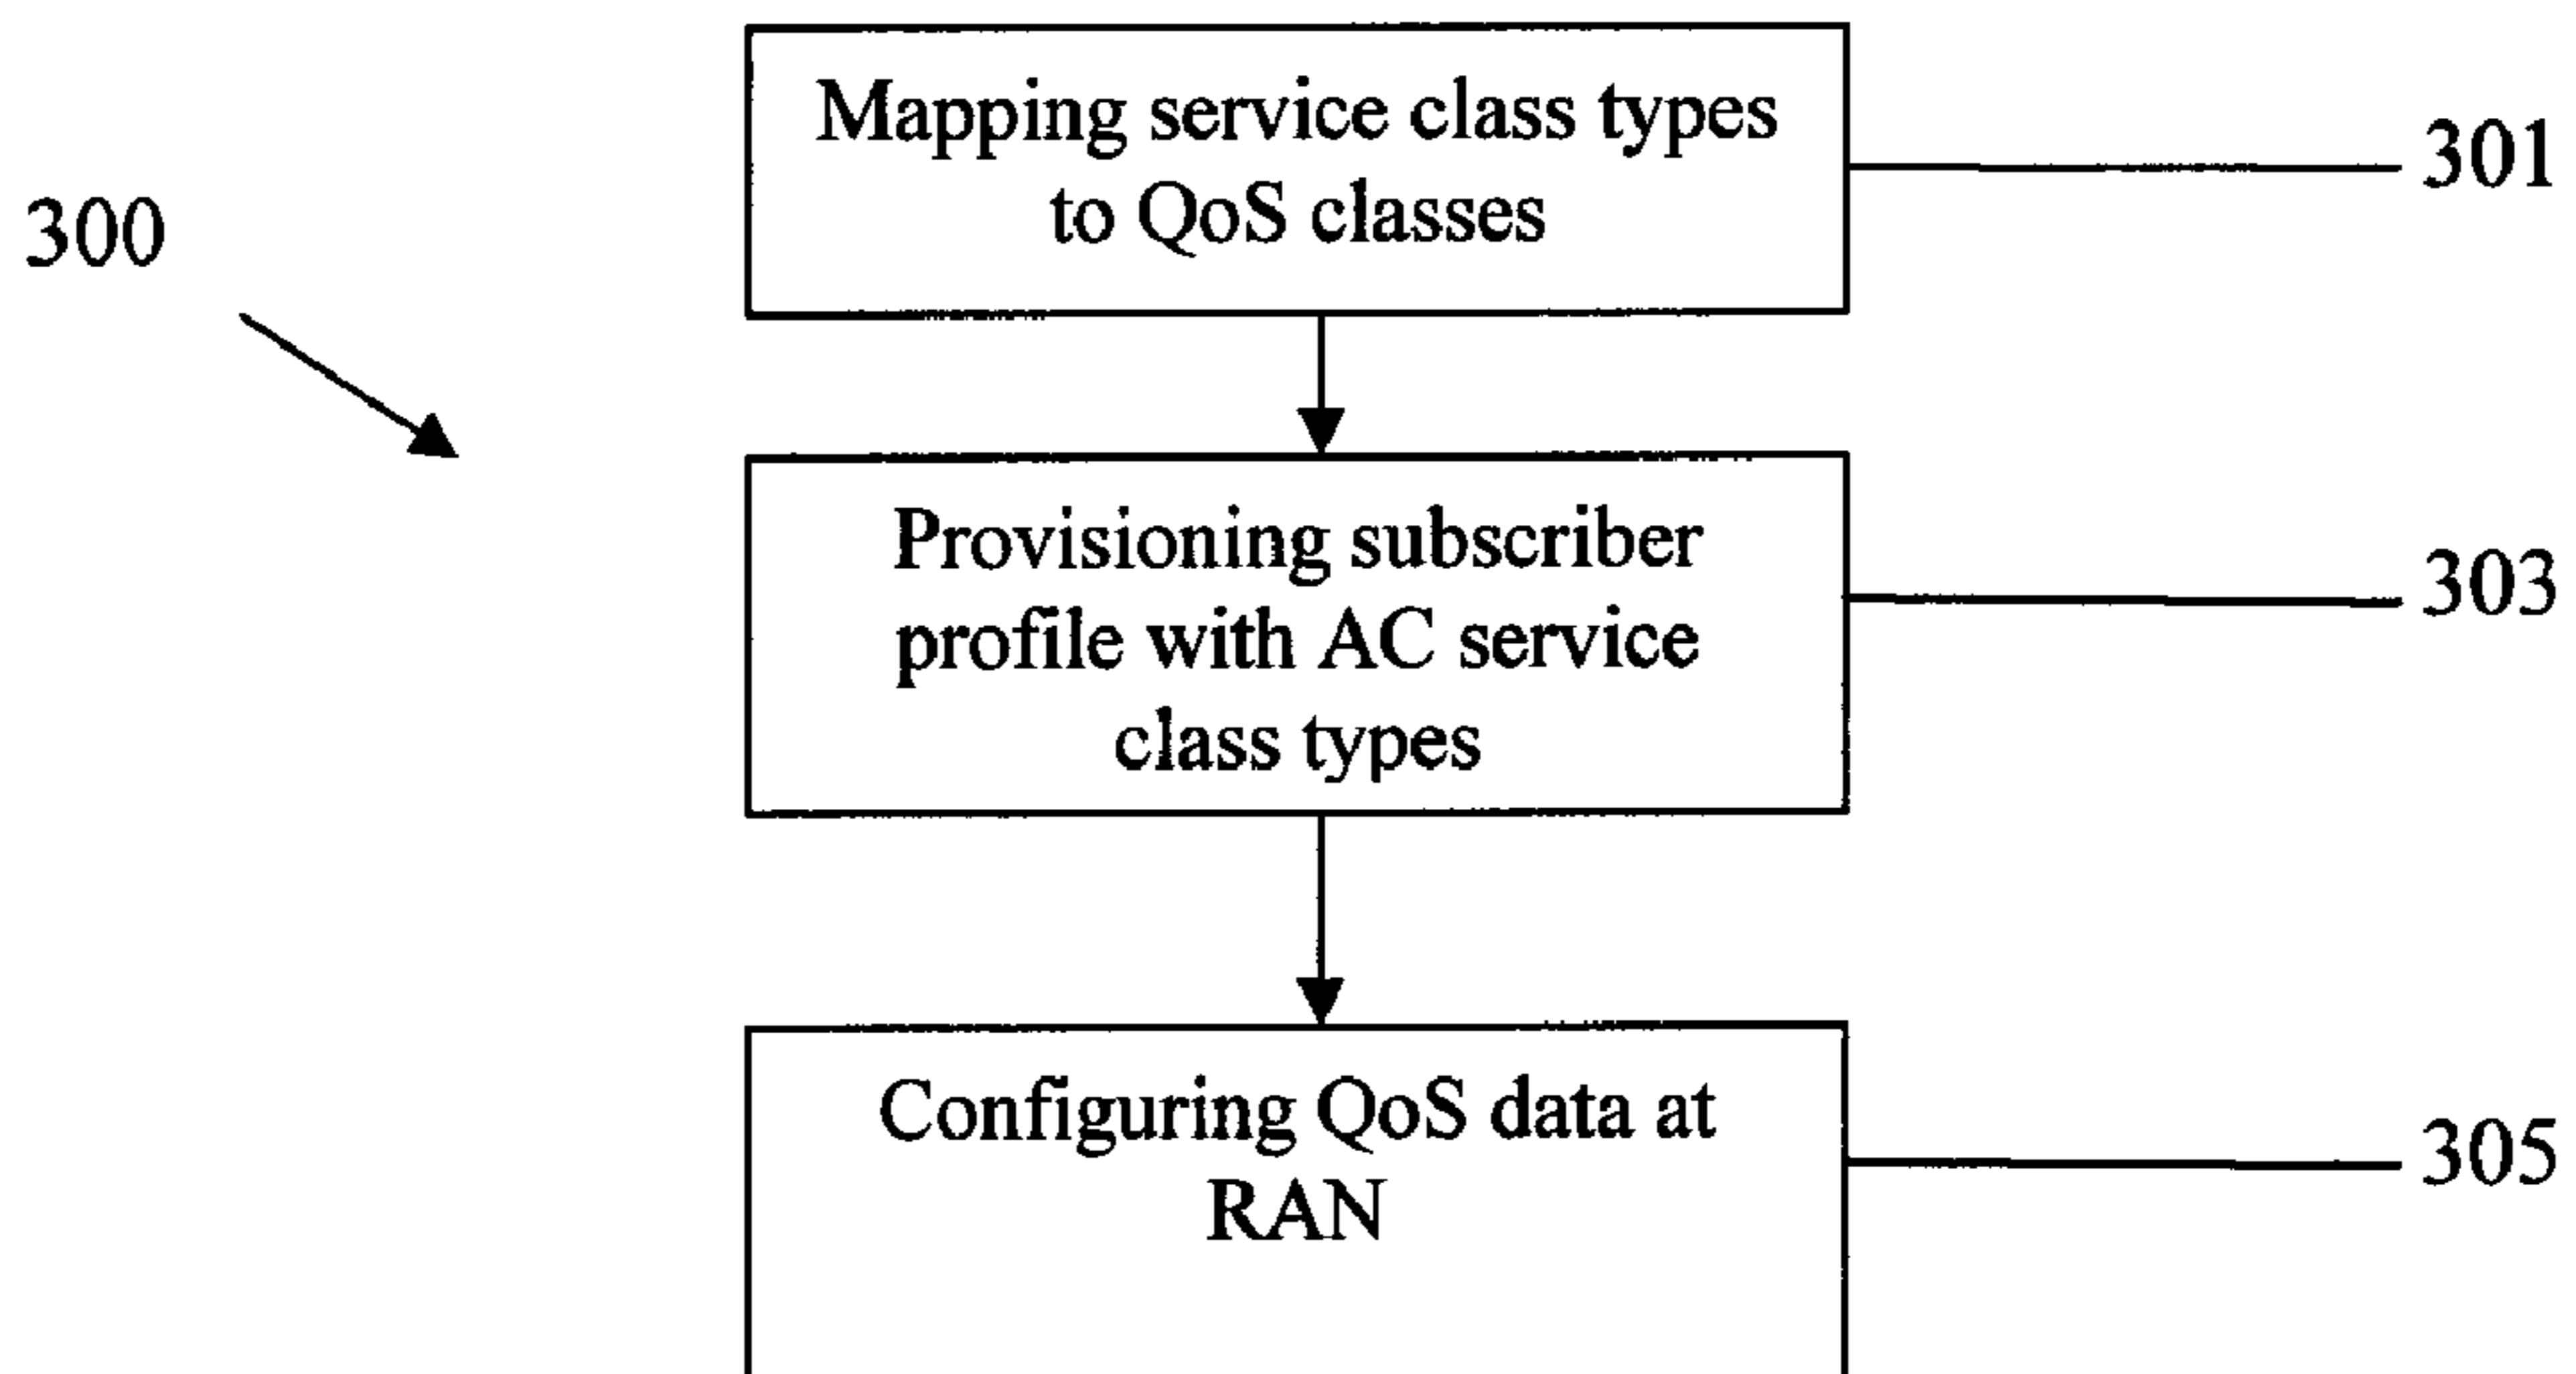 Mapping service class types
to QoS classes
301
300
Provisioning subscriber
profile with AC service
class types
303
Configuring QoS data at
RAN
305